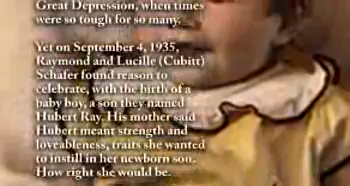 Great Depression, when times
were so tough for so many.
Yet on September 4, 1935,
Raymond and Lucille (Cubitt)
Schafer found reason to
celebrate, with the birth of a
baby boy, a son they named
Hubert Ray. His mother said
Hubert meant strength and
loveableness, traits she wanted
to instill in her newborn son.
How right she would be.